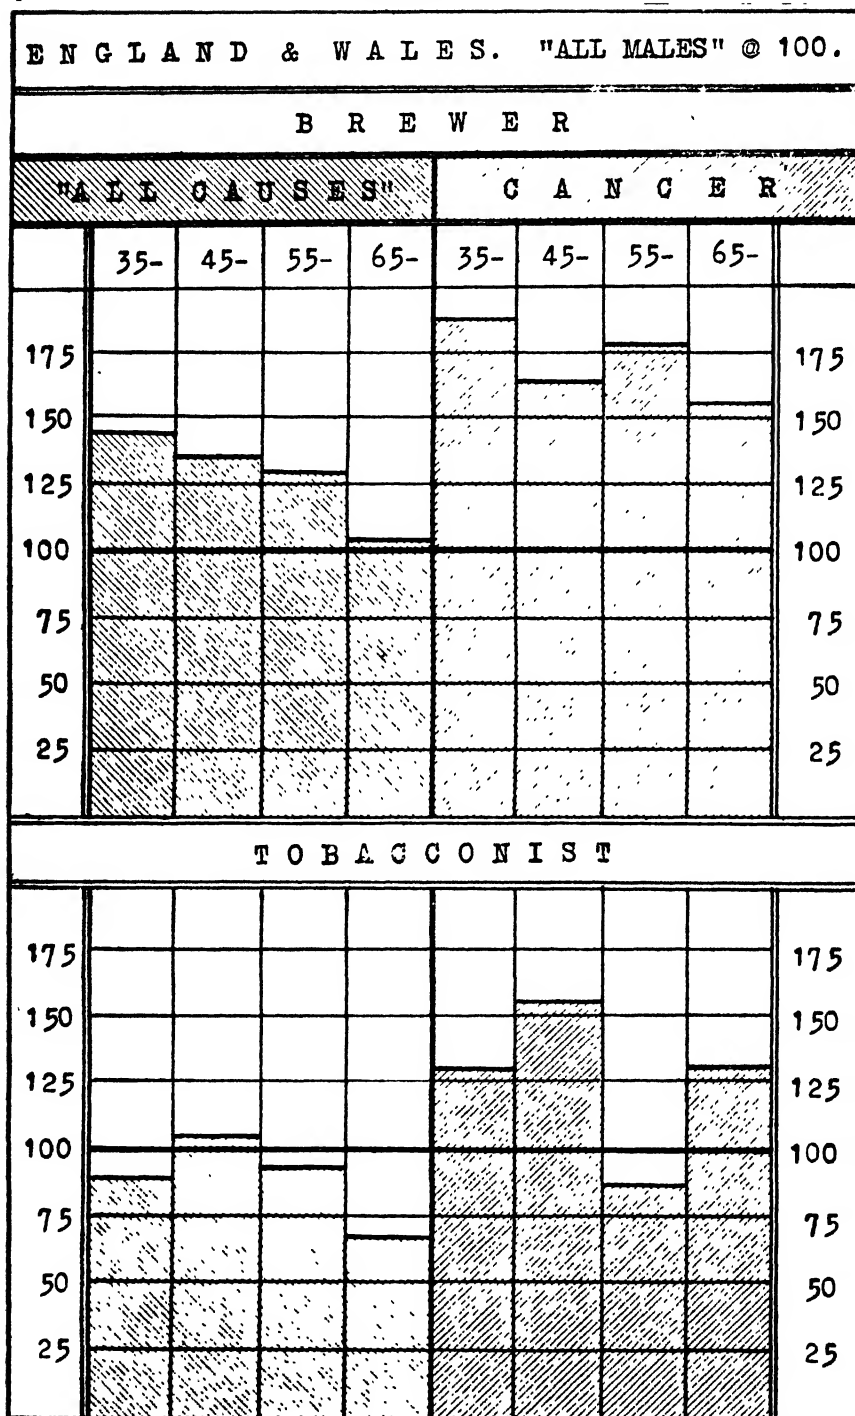 ENGLAND & WALES. "ALL MALES" @ 100.
BREWER
"ALL CAUSES" CANCER
35- 45- 55- 65- 35- 45- 55- 65-
175 175
150 150
125 125
100 100
75 75
50 50
25 25
TOBACCONIST
175 175
150 150
125 125
100 100
75 75
50 50
25 25